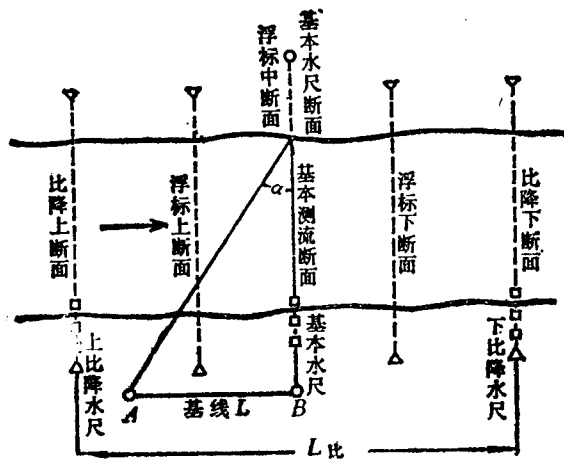 浮标中断面
基本水尺断面
比降上断面
浮标上断面
α
基本测流断面
浮标下断面
比降下断面
上比降水尺
基本水尺
下比降水尺
A
基线L
B
L比